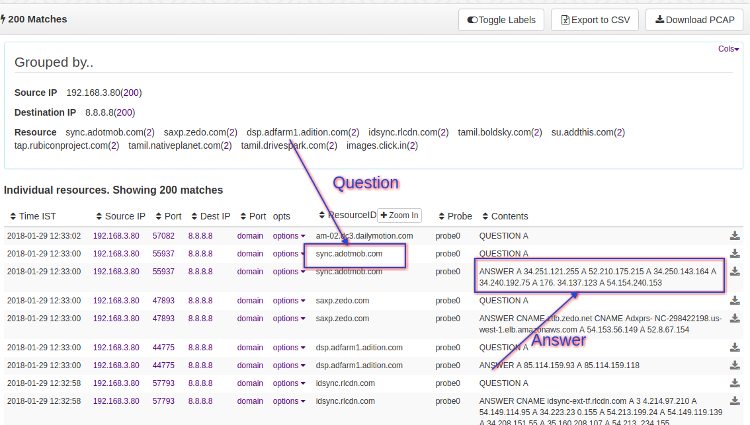 200 Matches
Toggle Labels
Export to CSV
Download PCAP
Cols
Grouped by..
Source IP 192.168.3.80(200)
Destination IP 8.8.8.8(200)
Resource sync.adotmob.com(2) saxp.zedo.com(2) dsp.adfarm1.adition.com(2) idsync.rlcdn.com(2) tamil.boldsky.com(2) su.addthis.com(2)
tap.rubiconproject.com(2) tamil.nativeplanet.com(2) tamil.drivespark.com(2) images.click.in(2)
Question
Individual resources. Showing 200 matches
Time IST Source IP Port Dest IP Port opts ResourceID Zoom In Probe Contents
2018-01-29 12:33:02 192.168.3.80 57082 8.8.8.8 domain options am-02.dc3.dailymotion.com probe0 QUESTION A
2018-01-29 12:33:00 192.168.3.80 55937 8.8.8.8 domain options sync.adotmob.com probe0 QUESTION A
2018-01-29 12:33:00 192.168.3.80 55937 8.8.8.8 domain options sync.adotmob.com probe0 ANSWER A 34.251.121.255 A 52.210.175.215 A 34.250.143.164 A
34.240.192.75 A 176. 34.137.123 A 54.154.240.153
2018-01-29 12:33:00 192.168.3.80 47893 8.8.8.8 domain options saxp.zedo.com probe0 QUESTION A
2018-01-29 12:33:00 192.168.3.80 47893 8.8.8.8 domain options saxp.zedo.com probe0 ANSWER CNAME zlb.zedo.net CNAME Adxprs- NC-298422198.us-
west-1.elb.amazonaws.com A 54.153.56.149 A 52.8.67.154
Answer
2018-01-29 12:33:00 192.168.3.80 44775 8.8.8.8 domain options dsp.adfarm1.adition.com probe0 QUESTION A
2018-01-29 12:33:00 192.168.3.80 44775 8.8.8.8 domain options dsp.adfarm1.adition.com probe0 ANSWER A 85.114.159.93 A 85.114.159.118
2018-01-29 12:32:58 192.168.3.80 57793 8.8.8.8 domain options idsync.rlcdn.com probe0 QUESTION A
2018-01-29 12:32:58 192.168.3.80 57793 8.8.8.8 domain options idsync.rlcdn.com probe0 ANSWER CNAME idsync-ext-tf.rlcdn.com A 3 4.214.97.210 A
54.149.114.95 A 34.223.23 0.155 A 54.213.199.24 A 54.149.119.139
A 34.208.151.55 A 35.160.208.107 A 54.213. 234.155